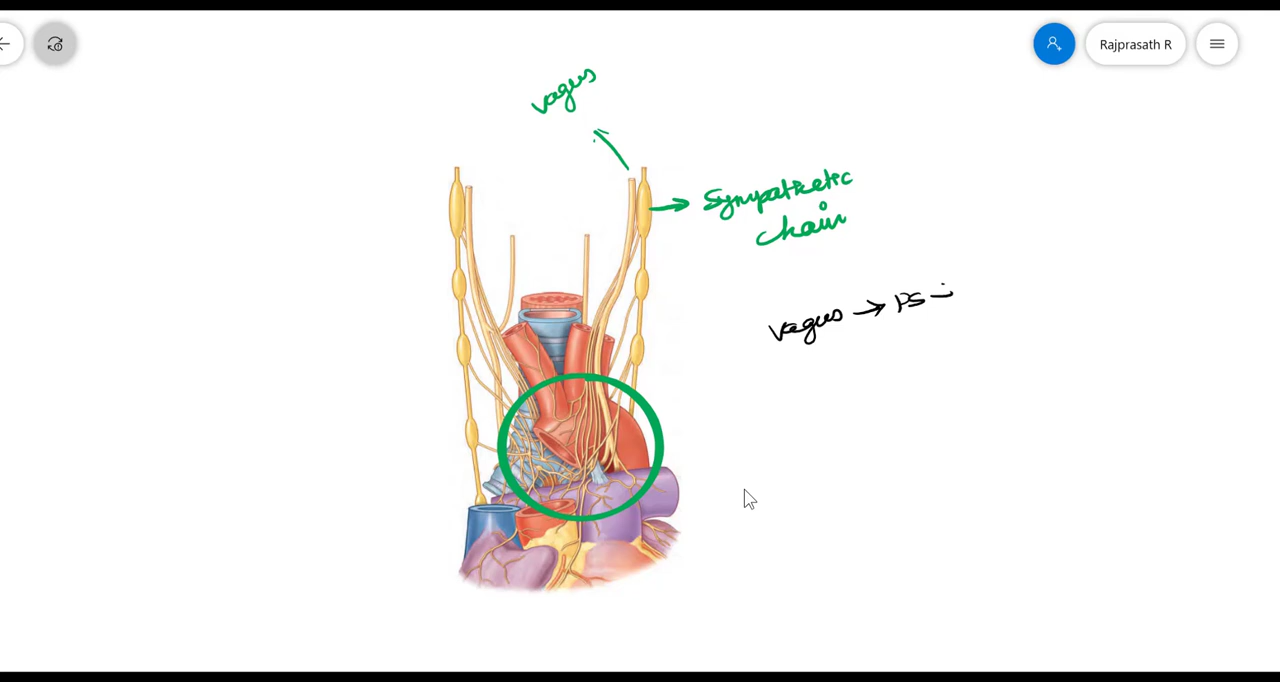 Rajprasath R
vagus
Sympathetic
chain
vagus → PS